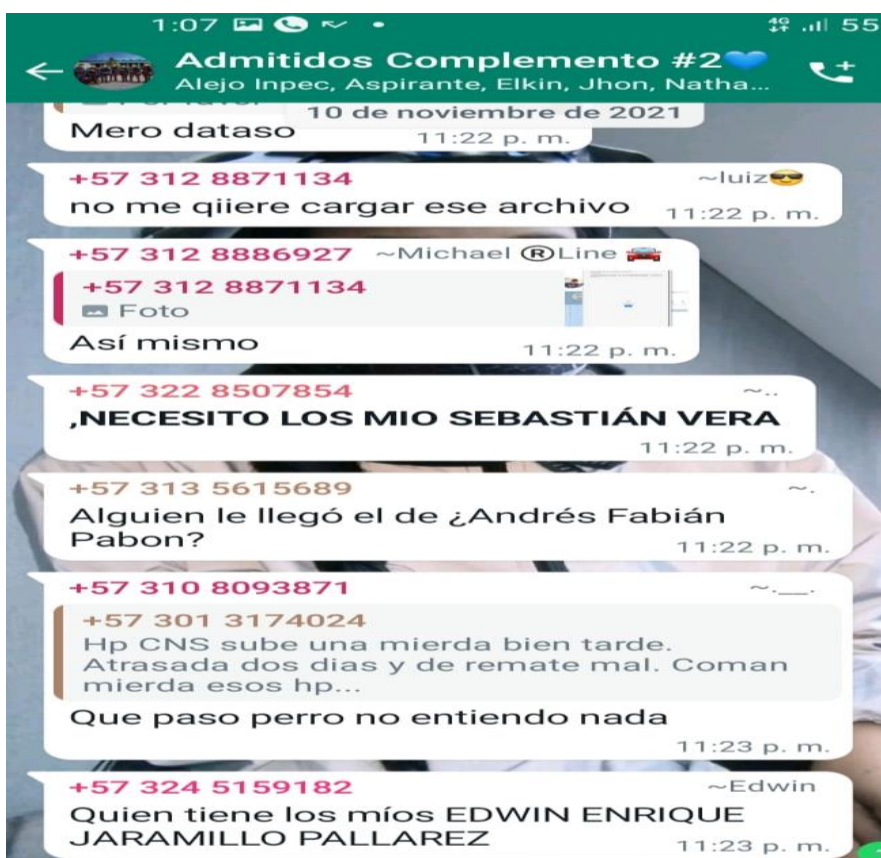 1:07
4G 55
Admitidos Complemento #2💙
Alejo Inpec, Aspirante, Elkin, Jhon, Natha...
10 de noviembre de 2021
Mero dataso
11:22 p. m.
+57 312 8871134 ~luiz😎
no me qiiere cargar ese archivo 11:22 p. m.
+57 312 8886927 ~Michael ®Line 🚘
+57 312 8871134
Foto
Así mismo 11:22 p. m.
+57 322 8507854 ~..
,NECESITO LOS MIO SEBASTIÁN VERA
11:22 p. m.
+57 313 5615689 ~.
Alguien le llegó el de ¿Andrés Fabián
Pabon? 11:22 p. m.
+57 310 8093871 ~.__.
+57 301 3174024
Hp CNS sube una mierda bien tarde.
Atrasada dos dias y de remate mal. Coman
mierda esos hp...
Que paso perro no entiendo nada
11:23 p. m.
+57 324 5159182 ~Edwin
Quien tiene los míos EDWIN ENRIQUE
JARAMILLO PALLAREZ 11:23 p. m.